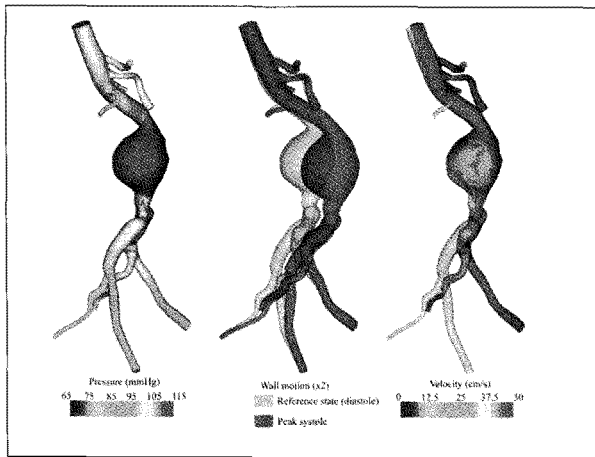 Pressure (mmHg)
65 75 85 95 105 115
Wall motion (x2)
Reference state (diastole)
Peak systole
Velocity (cm/s)
0 12.5 25 37.5 50